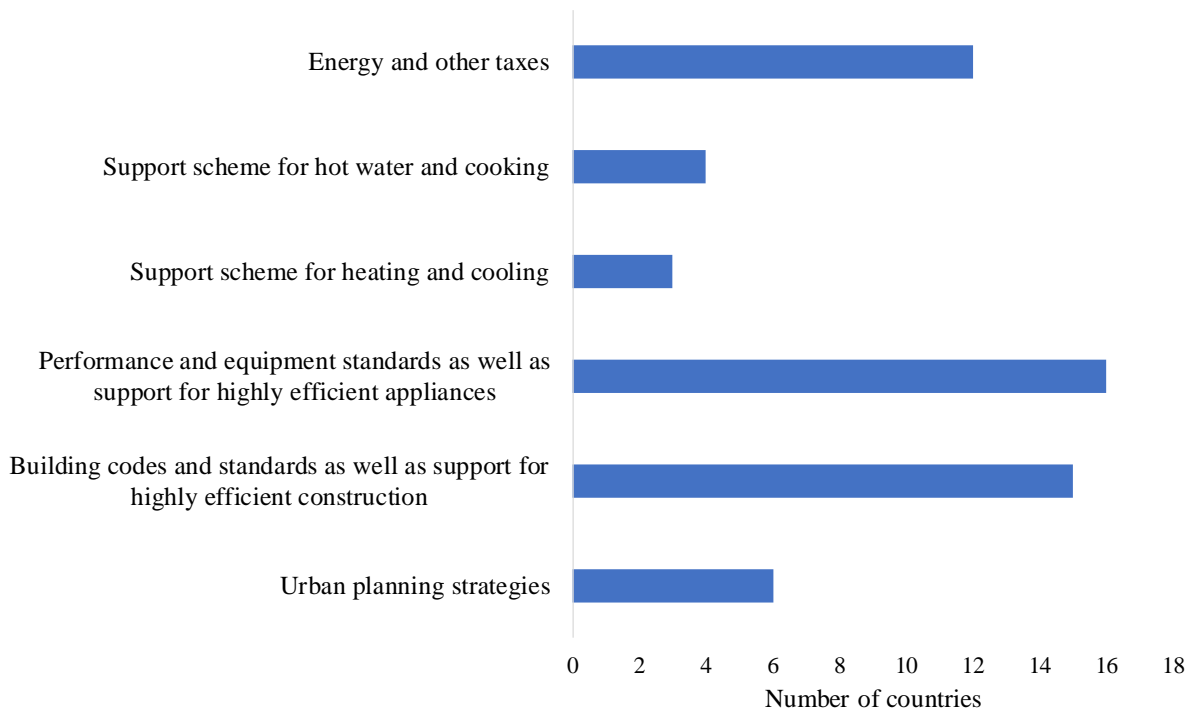 Energy and other taxes
Support scheme for hot water and cooking
Support scheme for heating and cooling
Performance and equipment standards as well as
support for highly efficient appliances
Building codes and standards as well as support for
highly efficient construction
Urban planning strategies
0 2 4 6 8 10 12 14 16 18
Number of countries